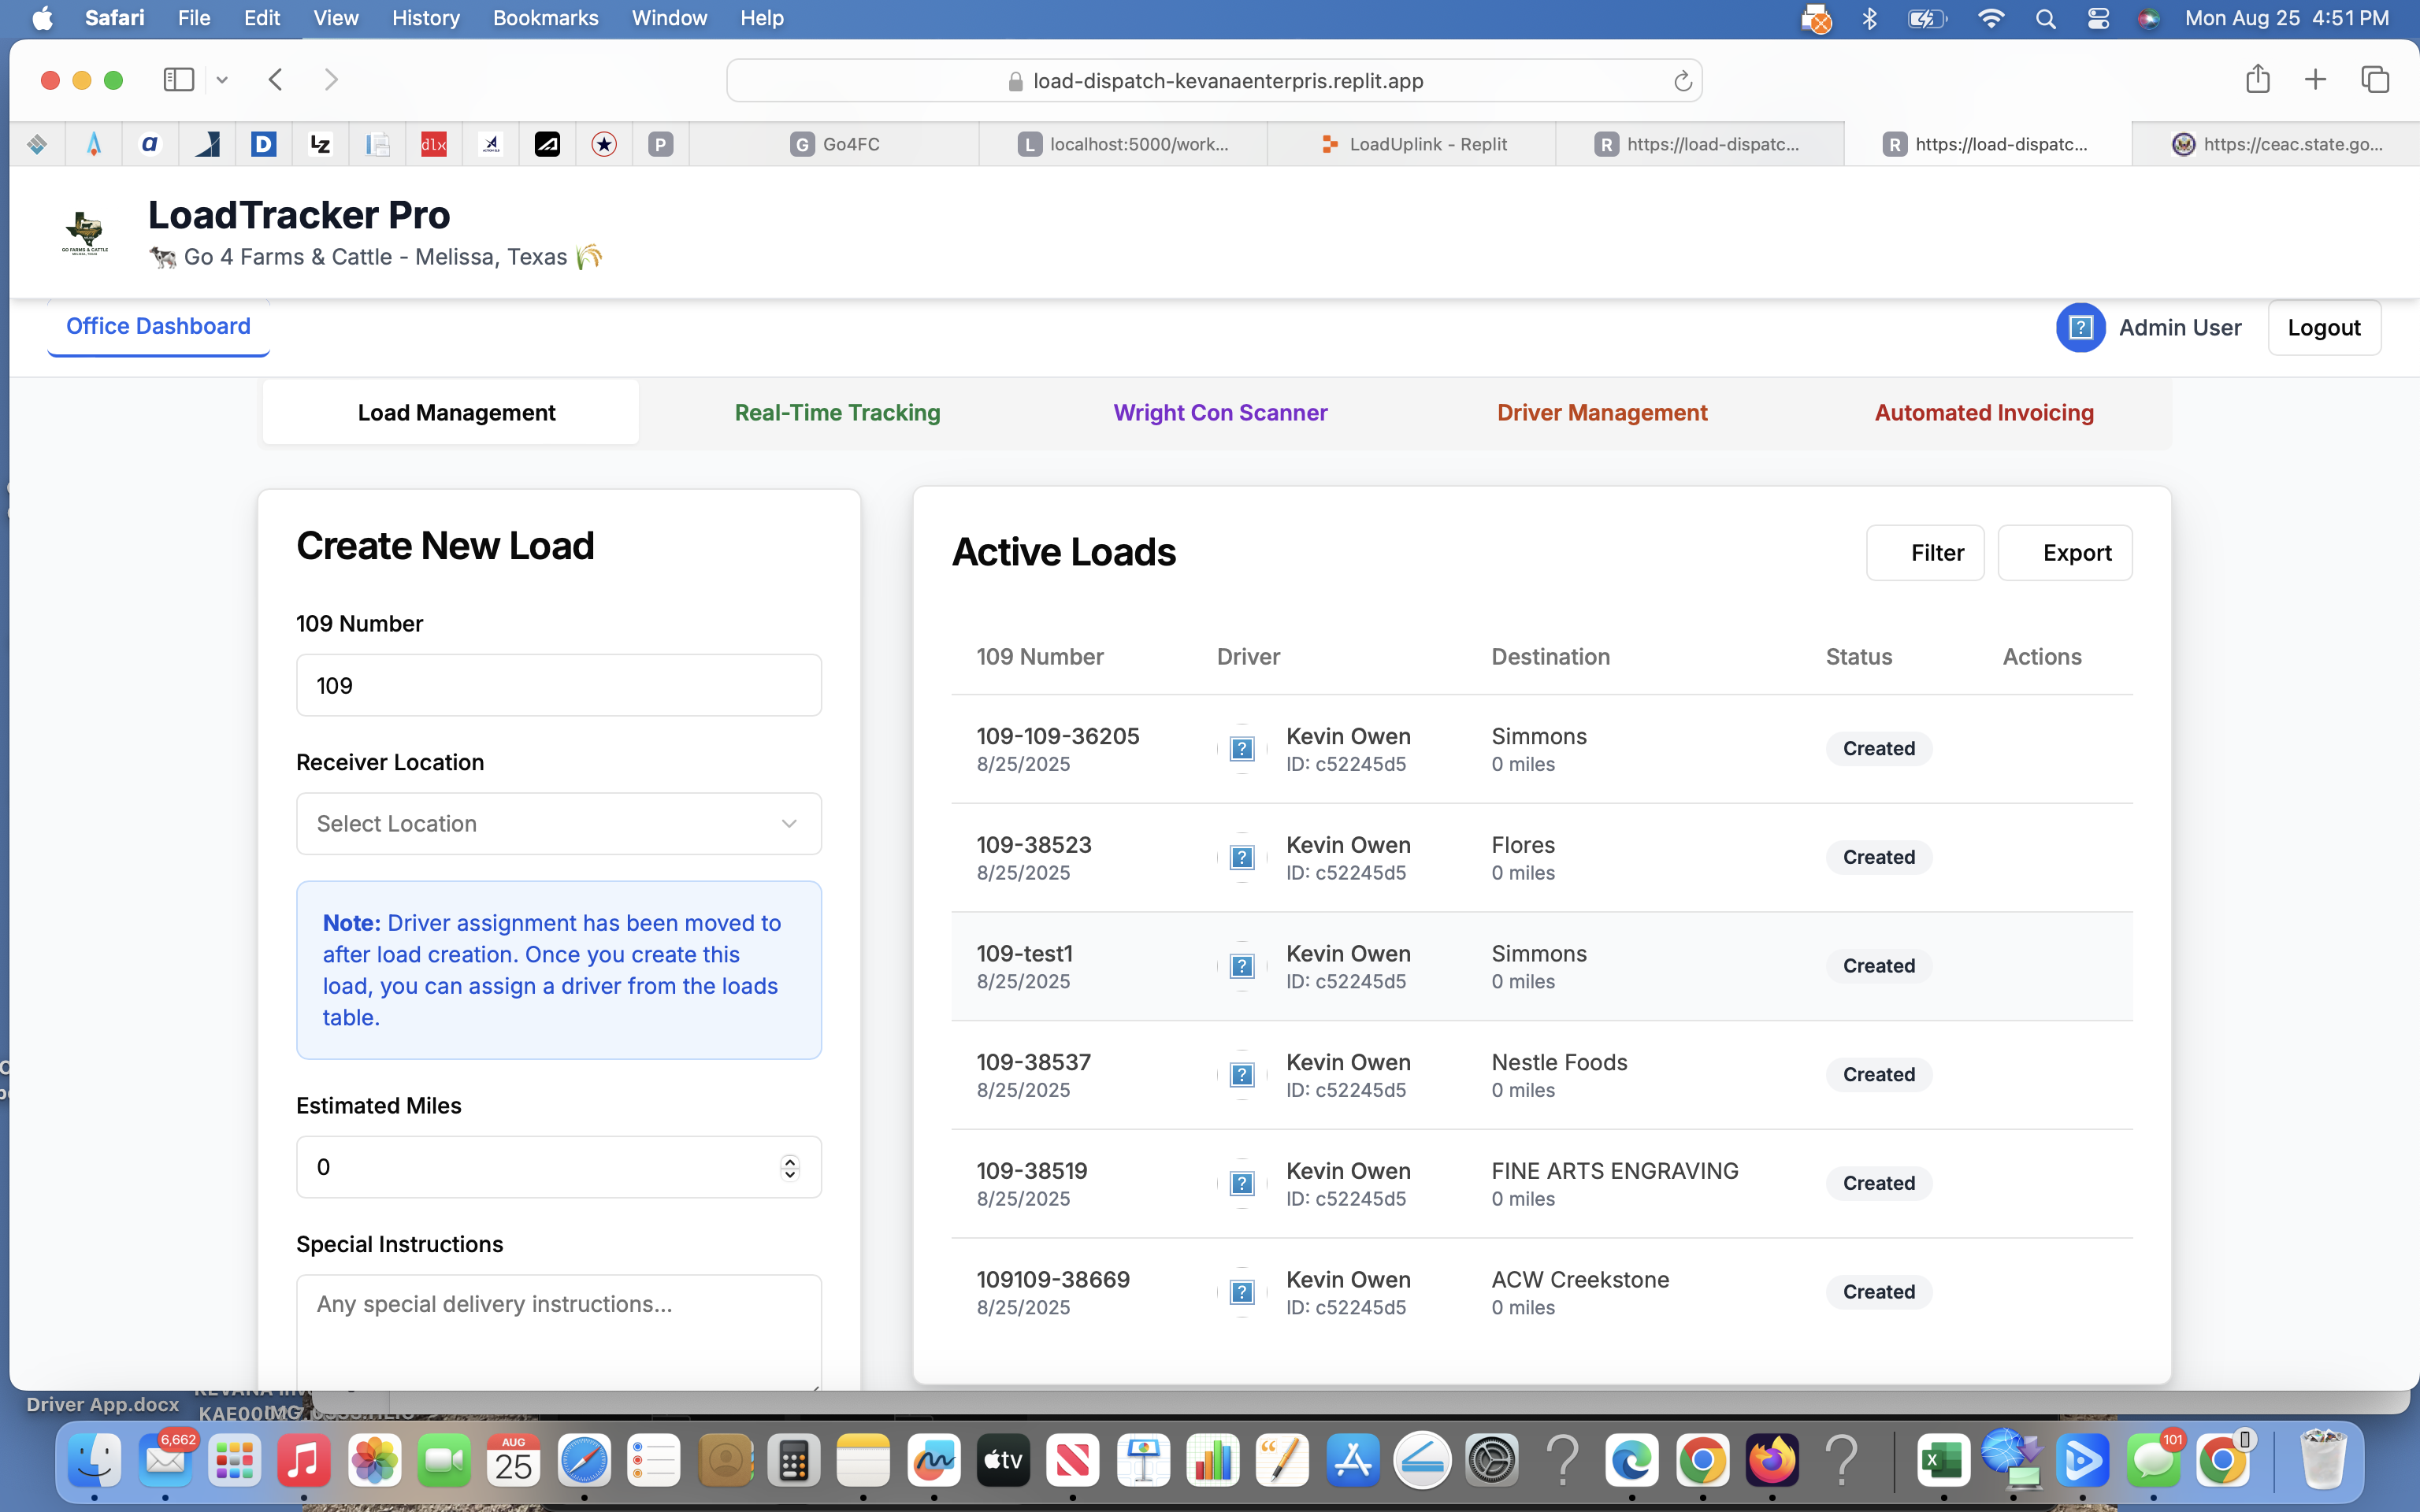 Safari File Edit View History Bookmarks Window Help Mon Aug 25 4:51 PM
load-dispatch-kevanaenterpris.replit.app
a D LZ dlx P G Go4FC L localhost:5000/work... LoadUplink - Replit R https://load-dispatc... R https://load-dispatc... https://ceac.state.go...
GO FARMS & CATTLE
LoadTracker Pro
Go 4 Farms & Cattle - Melissa, Texas
Office Dashboard
? Admin User
Logout
Load Management
Real-Time Tracking
Wright Con Scanner
Driver Management
Automated Invoicing
Create New Load
109 Number
109
Receiver Location
Select Location
Note: Driver assignment has been moved to
after load creation. Once you create this
load, you can assign a driver from the loads
table.
Estimated Miles
0
Special Instructions
Any special delivery instructions...
Active Loads
Filter
Export
109 Number Driver Destination Status Actions
109-109-36205 ? Kevin Owen Simmons Created
8/25/2025 ID: c52245d5 0 miles
109-38523 ? Kevin Owen Flores Created
8/25/2025 ID: c52245d5 0 miles
109-test1 ? Kevin Owen Simmons Created
8/25/2025 ID: c52245d5 0 miles
109-38537 ? Kevin Owen Nestle Foods Created
8/25/2025 ID: c52245d5 0 miles
109-38519 ? Kevin Owen FINE ARTS ENGRAVING Created
8/25/2025 ID: c52245d5 0 miles
109109-38669 ? Kevin Owen ACW Creekstone Created
8/25/2025 ID: c52245d5 0 miles
Driver App.docx
6,662
AUG
25
tv
101